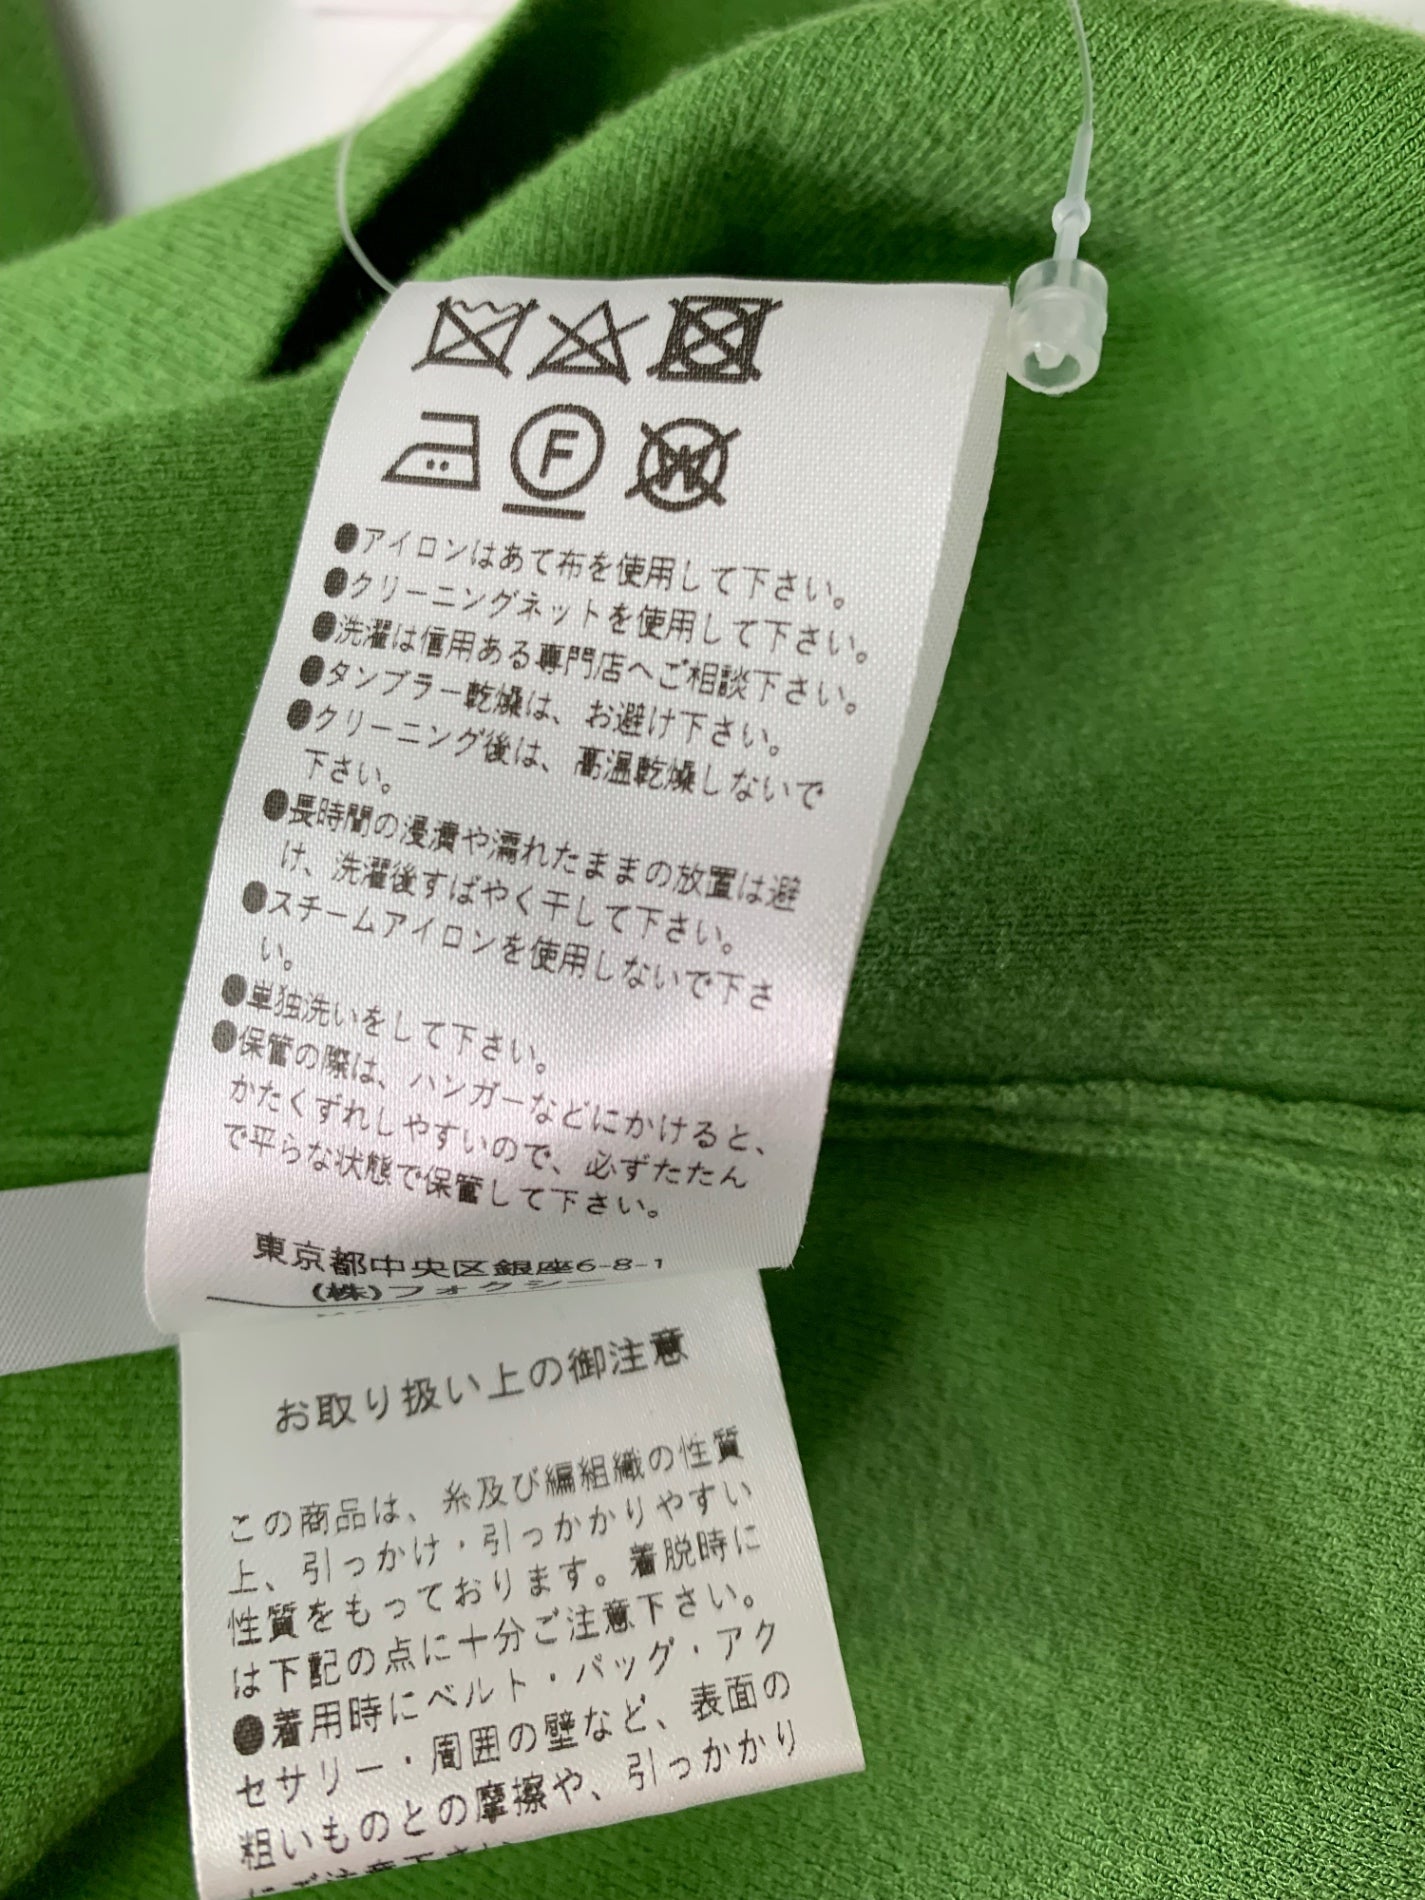 F
W
●アイロンはあて布を使用して下さい。
●クリーニングネットを使用して下さい。
●洗濯は信用ある専門店へご相談下さい。
●タンブラー乾燥は、お避け下さい。
●クリーニング後は、高温乾燥しないで
下さい。
●長時間の浸漬や濡れたままの放置は避
け、洗濯後すばやく干して下さい。
●スチームアイロンを使用しないで下さ
い。
●単独洗いをして下さい。
●保管の際は、ハンガーなどにかけると、
かたくずれしやすいので、必ずたたん
で平らな状態で保管して下さい。
東京都中央区銀座6-8-1
(株)フォクシー
お取り扱い上の御注意
この商品は、糸及び編組織の性質
上、引っかけ・引っかかりやすい
性質をもっております。着脱時に
は下記の点に十分ご注意下さい。
●着用時にベルト・バッグ・アク
セサリー・周囲の壁など、表面の
粗いものとの摩擦や、引っかかり
にご注意下さい